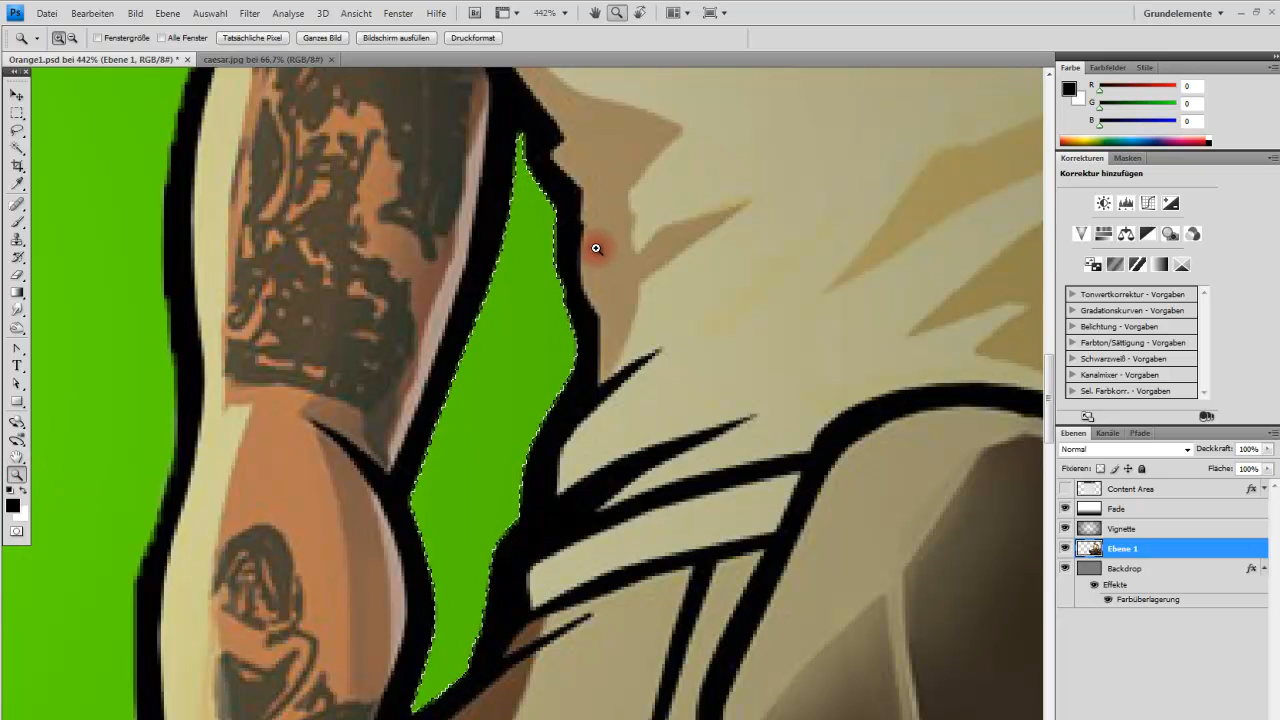 Ps Datei Bearbeiten Bild Ebene Auswahl Filter Analyse 3D Ansicht Fenster Hilfe Br 442% Grundelemente
Fenstergröße Alle Fenster Tatsächliche Pixel Ganzes Bild Bildschirm ausfüllen Druckformat
Orange1.psd bei 442% (Ebene 1, RGB/8#) * × caesar.jpg bei 66,7% (RGB/8#) ×
Farbe Farbfelder Stile
R 0
G 0
B 0
Korrekturen Masken
Korrektur hinzufügen
Tonwertkorrektur - Vorgaben
Gradationskurven - Vorgaben
Belichtung - Vorgaben
Farbton/Sättigung - Vorgaben
Schwarzweiß - Vorgaben
Kanalmixer - Vorgaben
Sel. Farbkorr. - Vorgaben
Ebenen Kanäle Pfade
Normal Deckkraft: 100%
Fixieren: Fläche: 100%
Content Area fx
Fade
Vignette
Ebene 1
Backdrop fx
Effekte
Farbüberlagerung